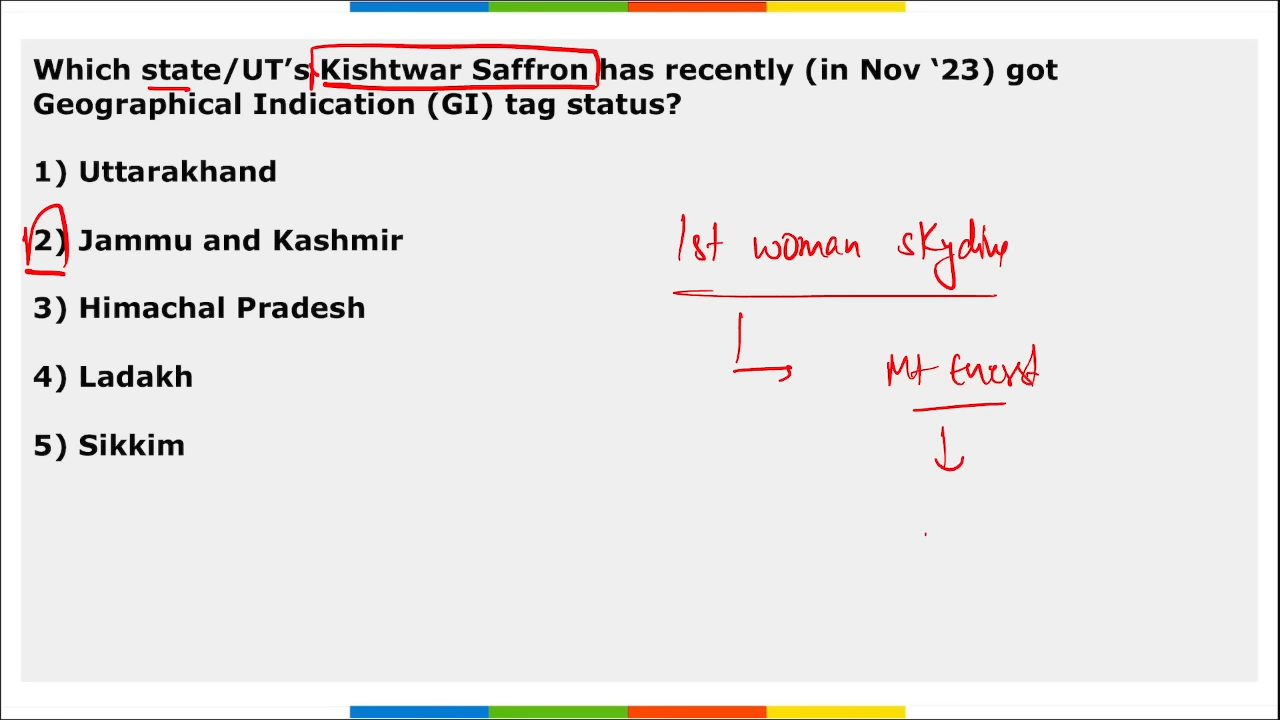 Which state/UT’s Kishtwar Saffron has recently (in Nov ‘23) got
Geographical Indication (GI) tag status?
1) Uttarakhand
2) Jammu and Kashmir
3) Himachal Pradesh
4) Ladakh
5) Sikkim
1st woman skydive
Mt Everest